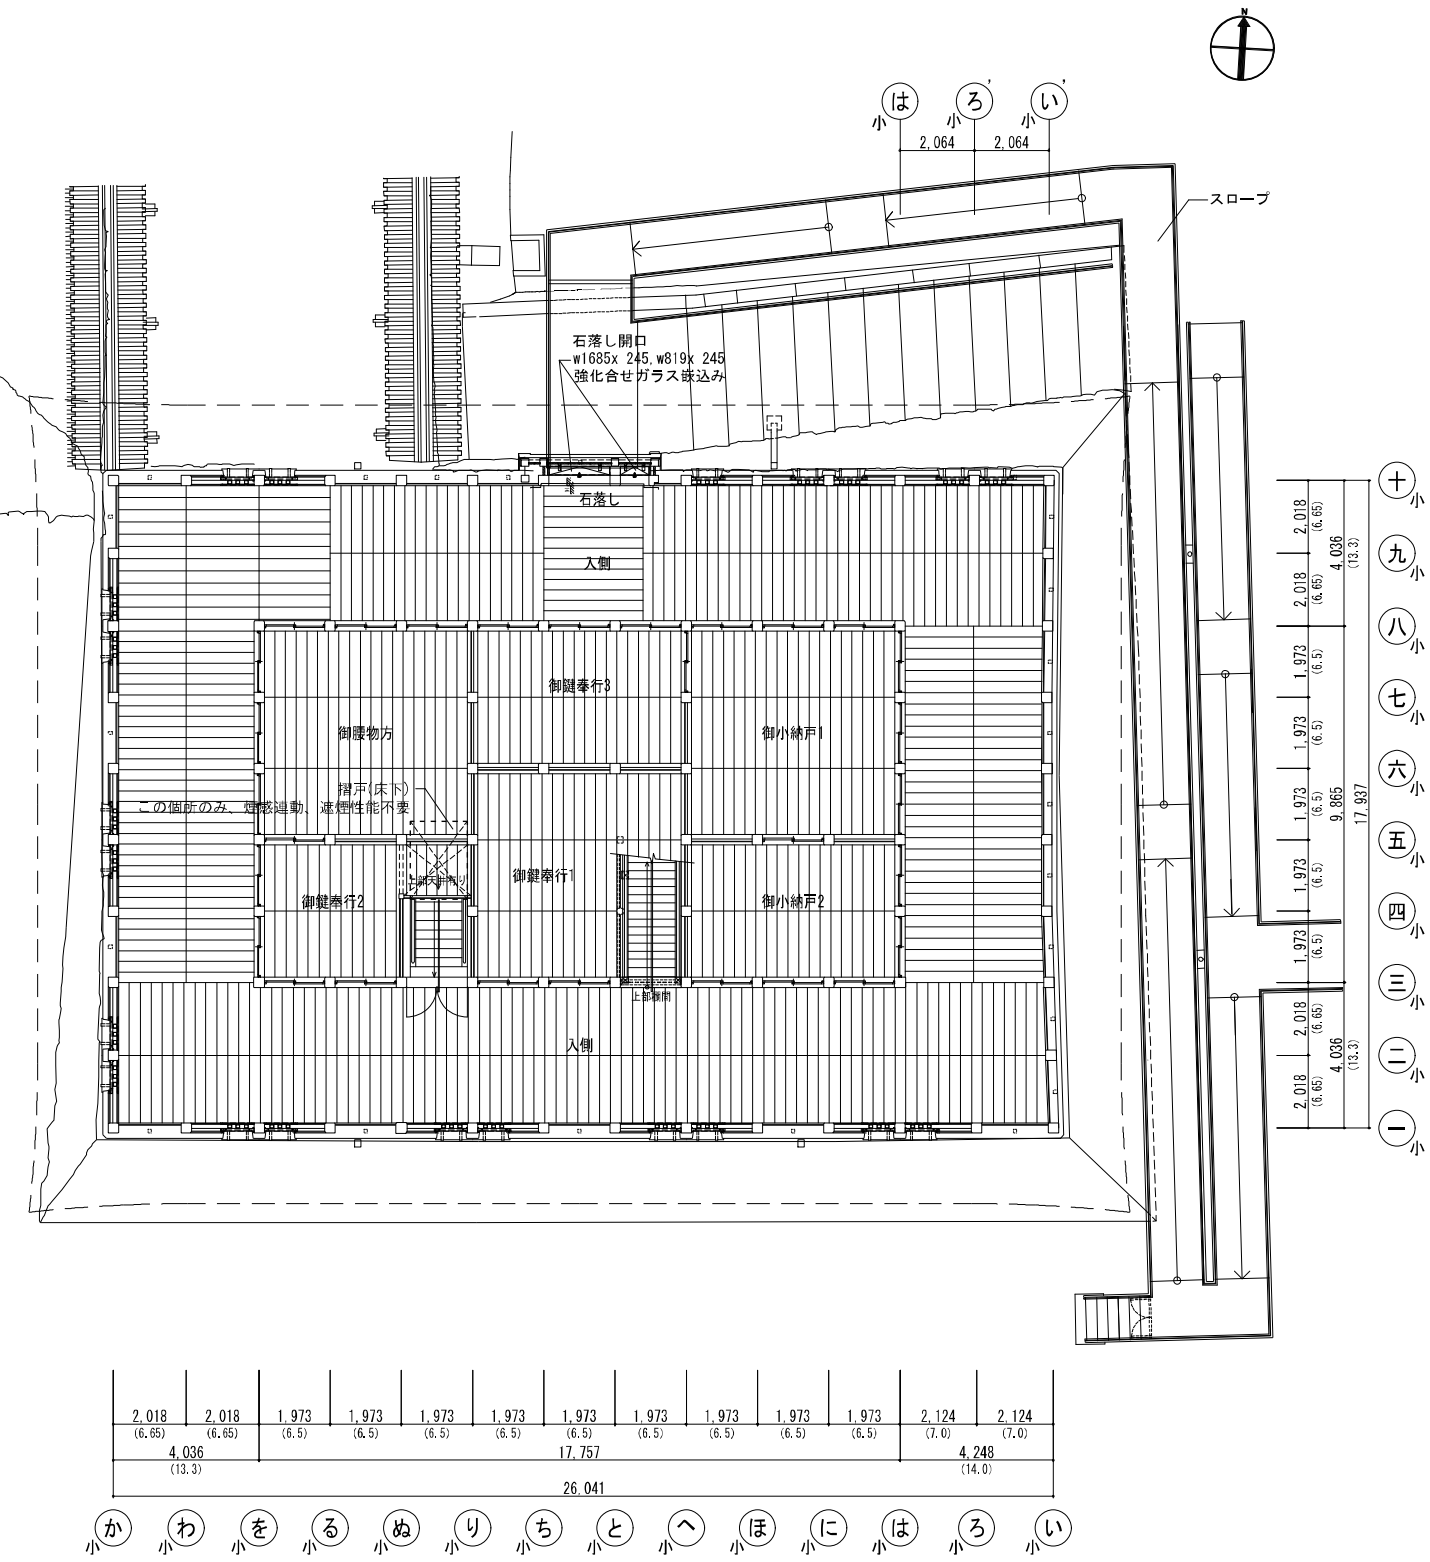 N
は ろ' い'
小 小 小
2,064 2,064
スロープ
石落し開口
w1685x 245,w819x 245
強化合せガラス嵌込み
石落し
入側
御鍵奉行3
御腰物方
御小納戸1
摺戸(床下)
この個所のみ、煙感連動、遮煙性能不要
上部天井有り
御鍵奉行1
御鍵奉行2
御小納戸2
上部欄間
入側
十 小
2,018 (6.65)
九 小
2,018 (6.65)
4,036 (13.3)
八 小
1,973 (6.5)
七 小
1,973 (6.5)
六 小
1,973 (6.5)
五 小
1,973 (6.5)
四 小
1,973 (6.5)
9,865
17,937
三 小
2,018 (6.65)
二 小
2,018 (6.65)
4,036 (13.3)
一 小
2,018 2,018 1,973 1,973 1,973 1,973 1,973 1,973 1,973 1,973 1,973 2,124 2,124
(6.65) (6.65) (6.5) (6.5) (6.5) (6.5) (6.5) (6.5) (6.5) (6.5) (6.5) (7.0) (7.0)
4,036 17,757 4,248
(13.3) (14.0)
26,041
か わ を る ぬ り ち と へ ほ に は ろ い
小 小 小 小 小 小 小 小 小 小 小 小 小 小